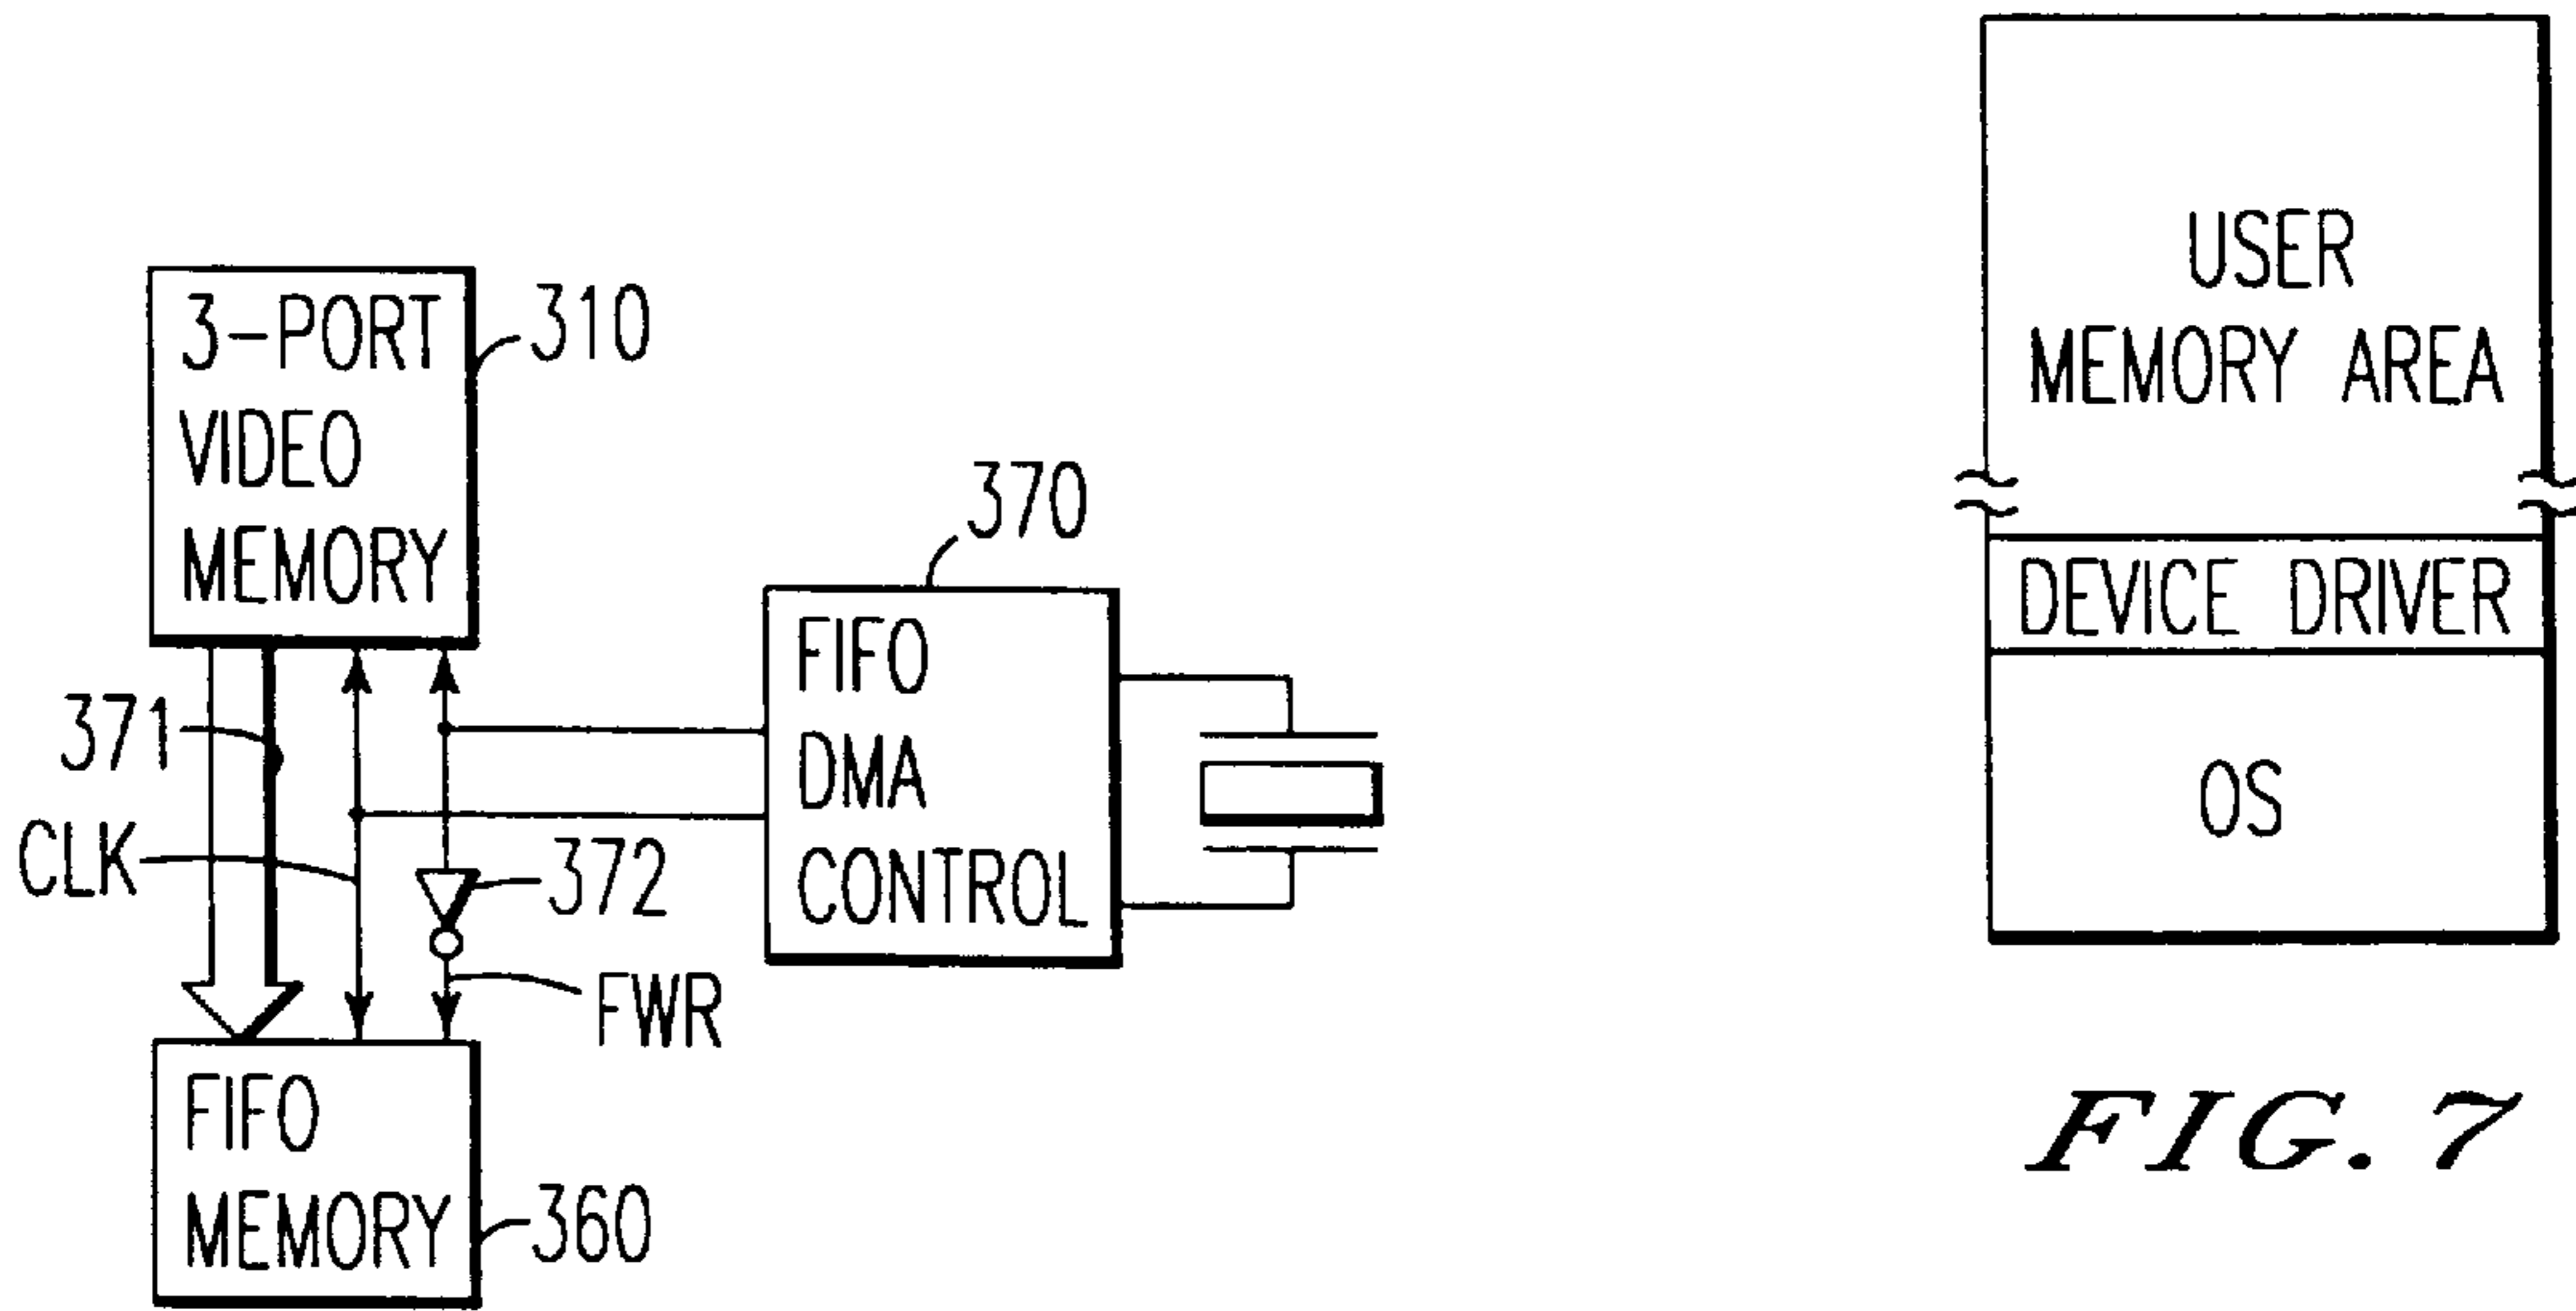 3-PORT
VIDEO
MEMORY
310
371
CLK
372
FWR
FIFO
MEMORY
360
370
FIFO
DMA
CONTROL
USER
MEMORY AREA
DEVICE DRIVER
OS
FIG. 7